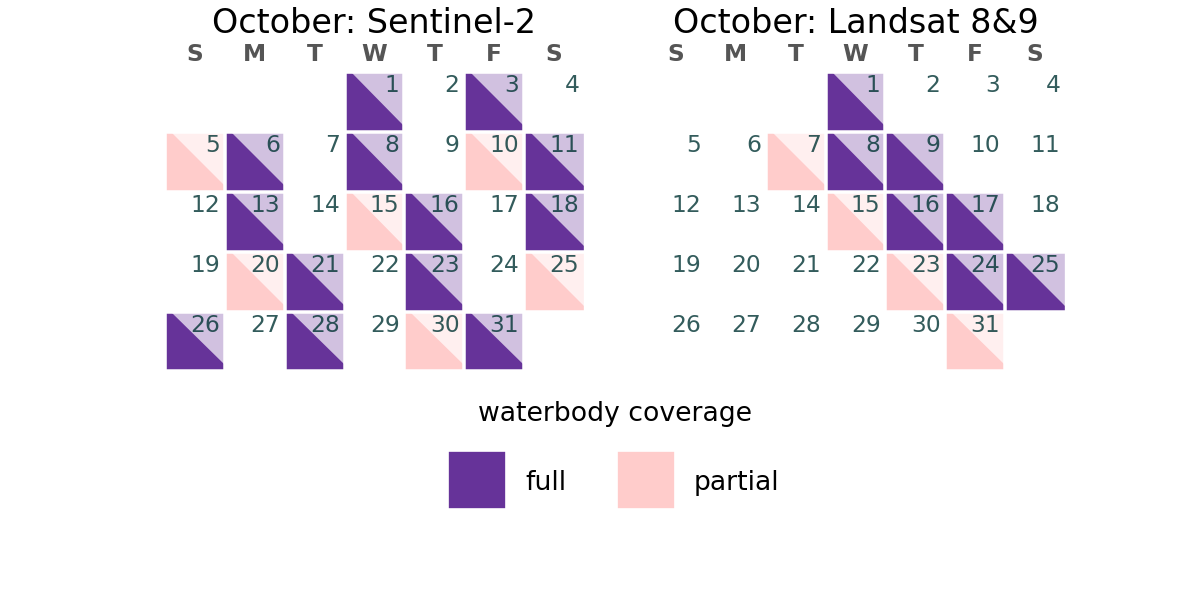 October: Sentinel-2
S M T W T F S
1 2 3 4
5 6 7 8 9 10 11
12 13 14 15 16 17 18
19 20 21 22 23 24 25
26 27 28 29 30 31
October: Landsat 8&9
S M T W T F S
1 2 3 4
5 6 7 8 9 10 11
12 13 14 15 16 17 18
19 20 21 22 23 24 25
26 27 28 29 30 31
waterbody coverage
full partial